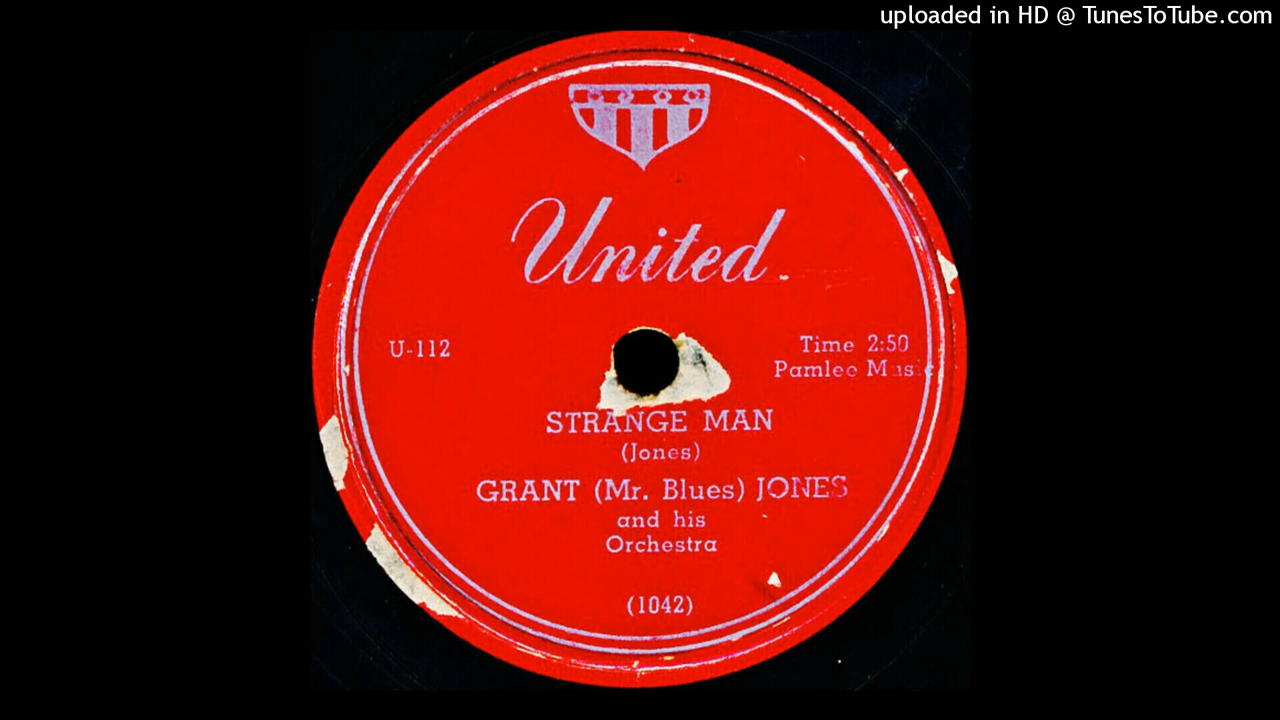 uploaded in HD @ TunesToTube.com
United
U-112
Time 2:50
Pamlee Music
STRANGE MAN
(Jones)
GRANT (Mr. Blues) JONES
and his
Orchestra
(1042)